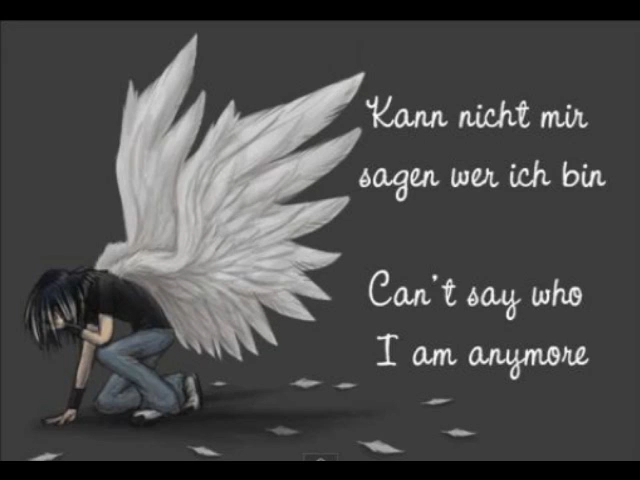 Kann nicht mir
sagen wer ich bin
Can't say who
I am anymore